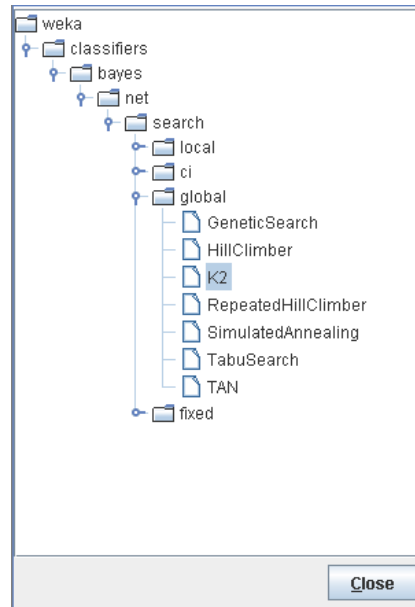 weka
classifiers
bayes
net
search
local
ci
global
GeneticSearch
HillClimber
K2
RepeatedHillClimber
SimulatedAnnealing
TabuSearch
TAN
fixed
Close